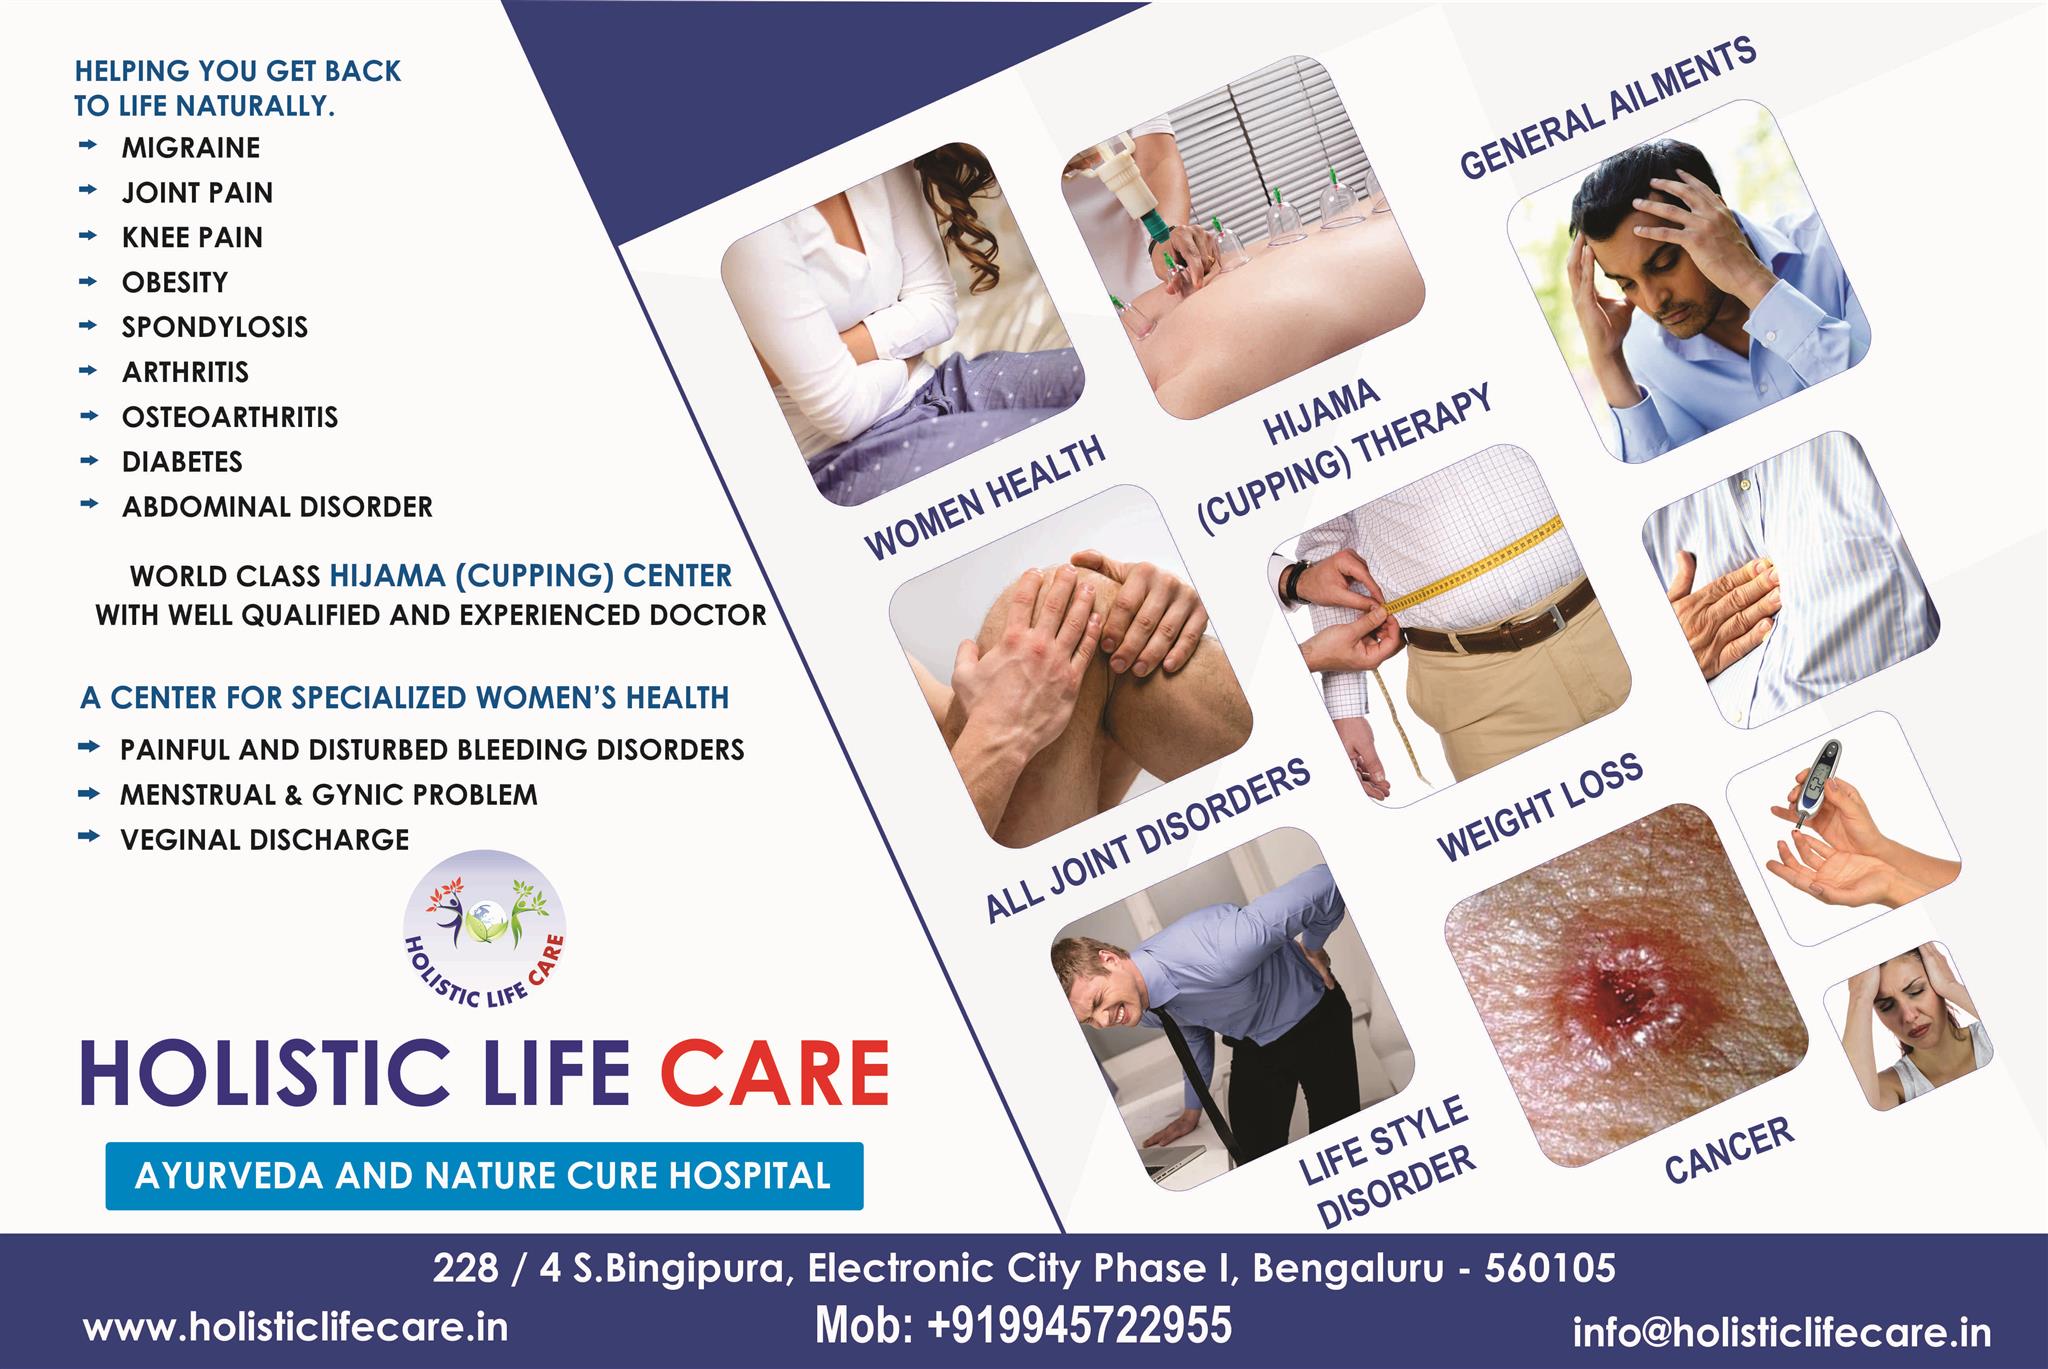 HELPING YOU GET BACK
TO LIFE NATURALLY.
MIGRAINE
JOINT PAIN
KNEE PAIN
OBESITY
SPONDYLOSIS
ARTHRITIS
OSTEOARTHRITIS
DIABETES
ABDOMINAL DISORDER
WORLD CLASS HIJAMA (CUPPING) CENTER
WITH WELL QUALIFIED AND EXPERIENCED DOCTOR
A CENTER FOR SPECIALIZED WOMEN'S HEALTH
PAINFUL AND DISTURBED BLEEDING DISORDERS
MENSTRUAL & GYNIC PROBLEM
VEGINAL DISCHARGE
HOLISTIC LIFE CARE
HOLISTIC LIFE CARE
AYURVEDA AND NATURE CURE HOSPITAL
WOMEN HEALTH
HIJAMA
(CUPPING) THERAPY
GENERAL AILMENTS
ALL JOINT DISORDERS
WEIGHT LOSS
LIFE STYLE
DISORDER
CANCER
228 / 4 S.Bingipura, Electronic City Phase I, Bengaluru - 560105
www.holisticlifecare.in
Mob: +919945722955
info@holisticlifecare.in